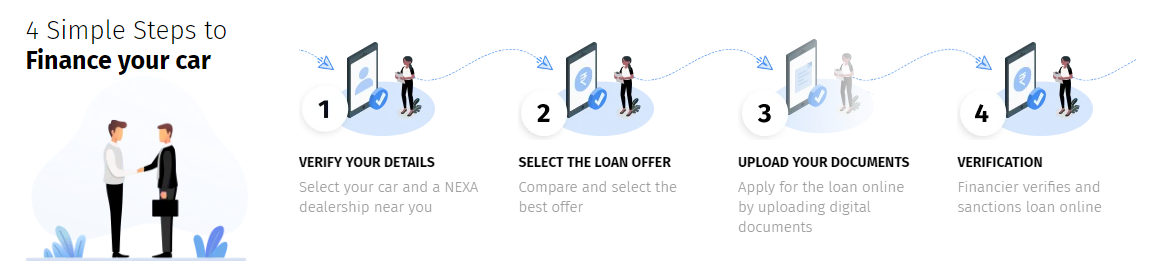 4 Simple Steps to
Finance your car
1
VERIFY YOUR DETAILS
Select your car and a NEXA
dealership near you
2
₹
SELECT THE LOAN OFFER
Compare and select the
best offer
3
UPLOAD YOUR DOCUMENTS
Apply for the loan online
by uploading digital
documents
4
₹
VERIFICATION
Financier verifies and
sanctions loan online